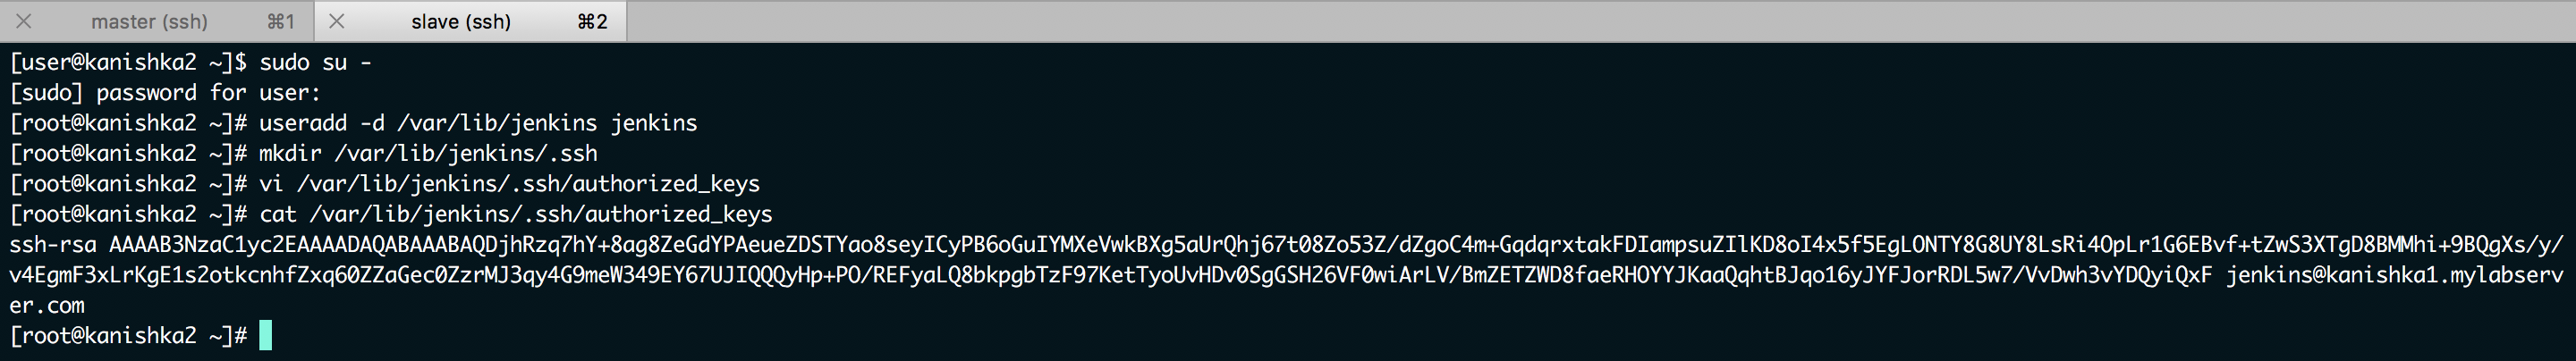 master (ssh) ⌘1 slave (ssh) ⌘2
[user@kanishka2 ~]$ sudo su -
[sudo] password for user:
[root@kanishka2 ~]# useradd -d /var/lib/jenkins jenkins
[root@kanishka2 ~]# mkdir /var/lib/jenkins/.ssh
[root@kanishka2 ~]# vi /var/lib/jenkins/.ssh/authorized_keys
[root@kanishka2 ~]# cat /var/lib/jenkins/.ssh/authorized_keys
ssh-rsa AAAAB3NzaC1yc2EAAAADAQABAAABAQDjhRzq7hY+8ag8ZeGdYPAeueZDSTYao8seyICyPB6oGuIYMXeVwkBXg5aUrQhj67t08Zo53Z/dZgoC4m+GqdqrxtakFDIampsuZIlKD8oI4x5f5EgLONTY8G8UY8LsRi4OpLr1G6EBvf+tZwS3XTgD8BMMhi+9BQgXs/y/
v4EgmF3xLrKgE1s2otkcnhfZxq60ZZaGec0ZzrMJ3qy4G9meW349EY67UJIQQQyHp+PO/REFyaLQ8bkpgbTzF97KetTyoUvHDv0SgGSH26VF0wiArLV/BmZETZWD8faeRHOYYJKaaQqhtBJqo16yJYFJorRDL5w7/VvDwh3vYDQyiQxF jenkins@kanishka1.mylabserv
er.com
[root@kanishka2 ~]#